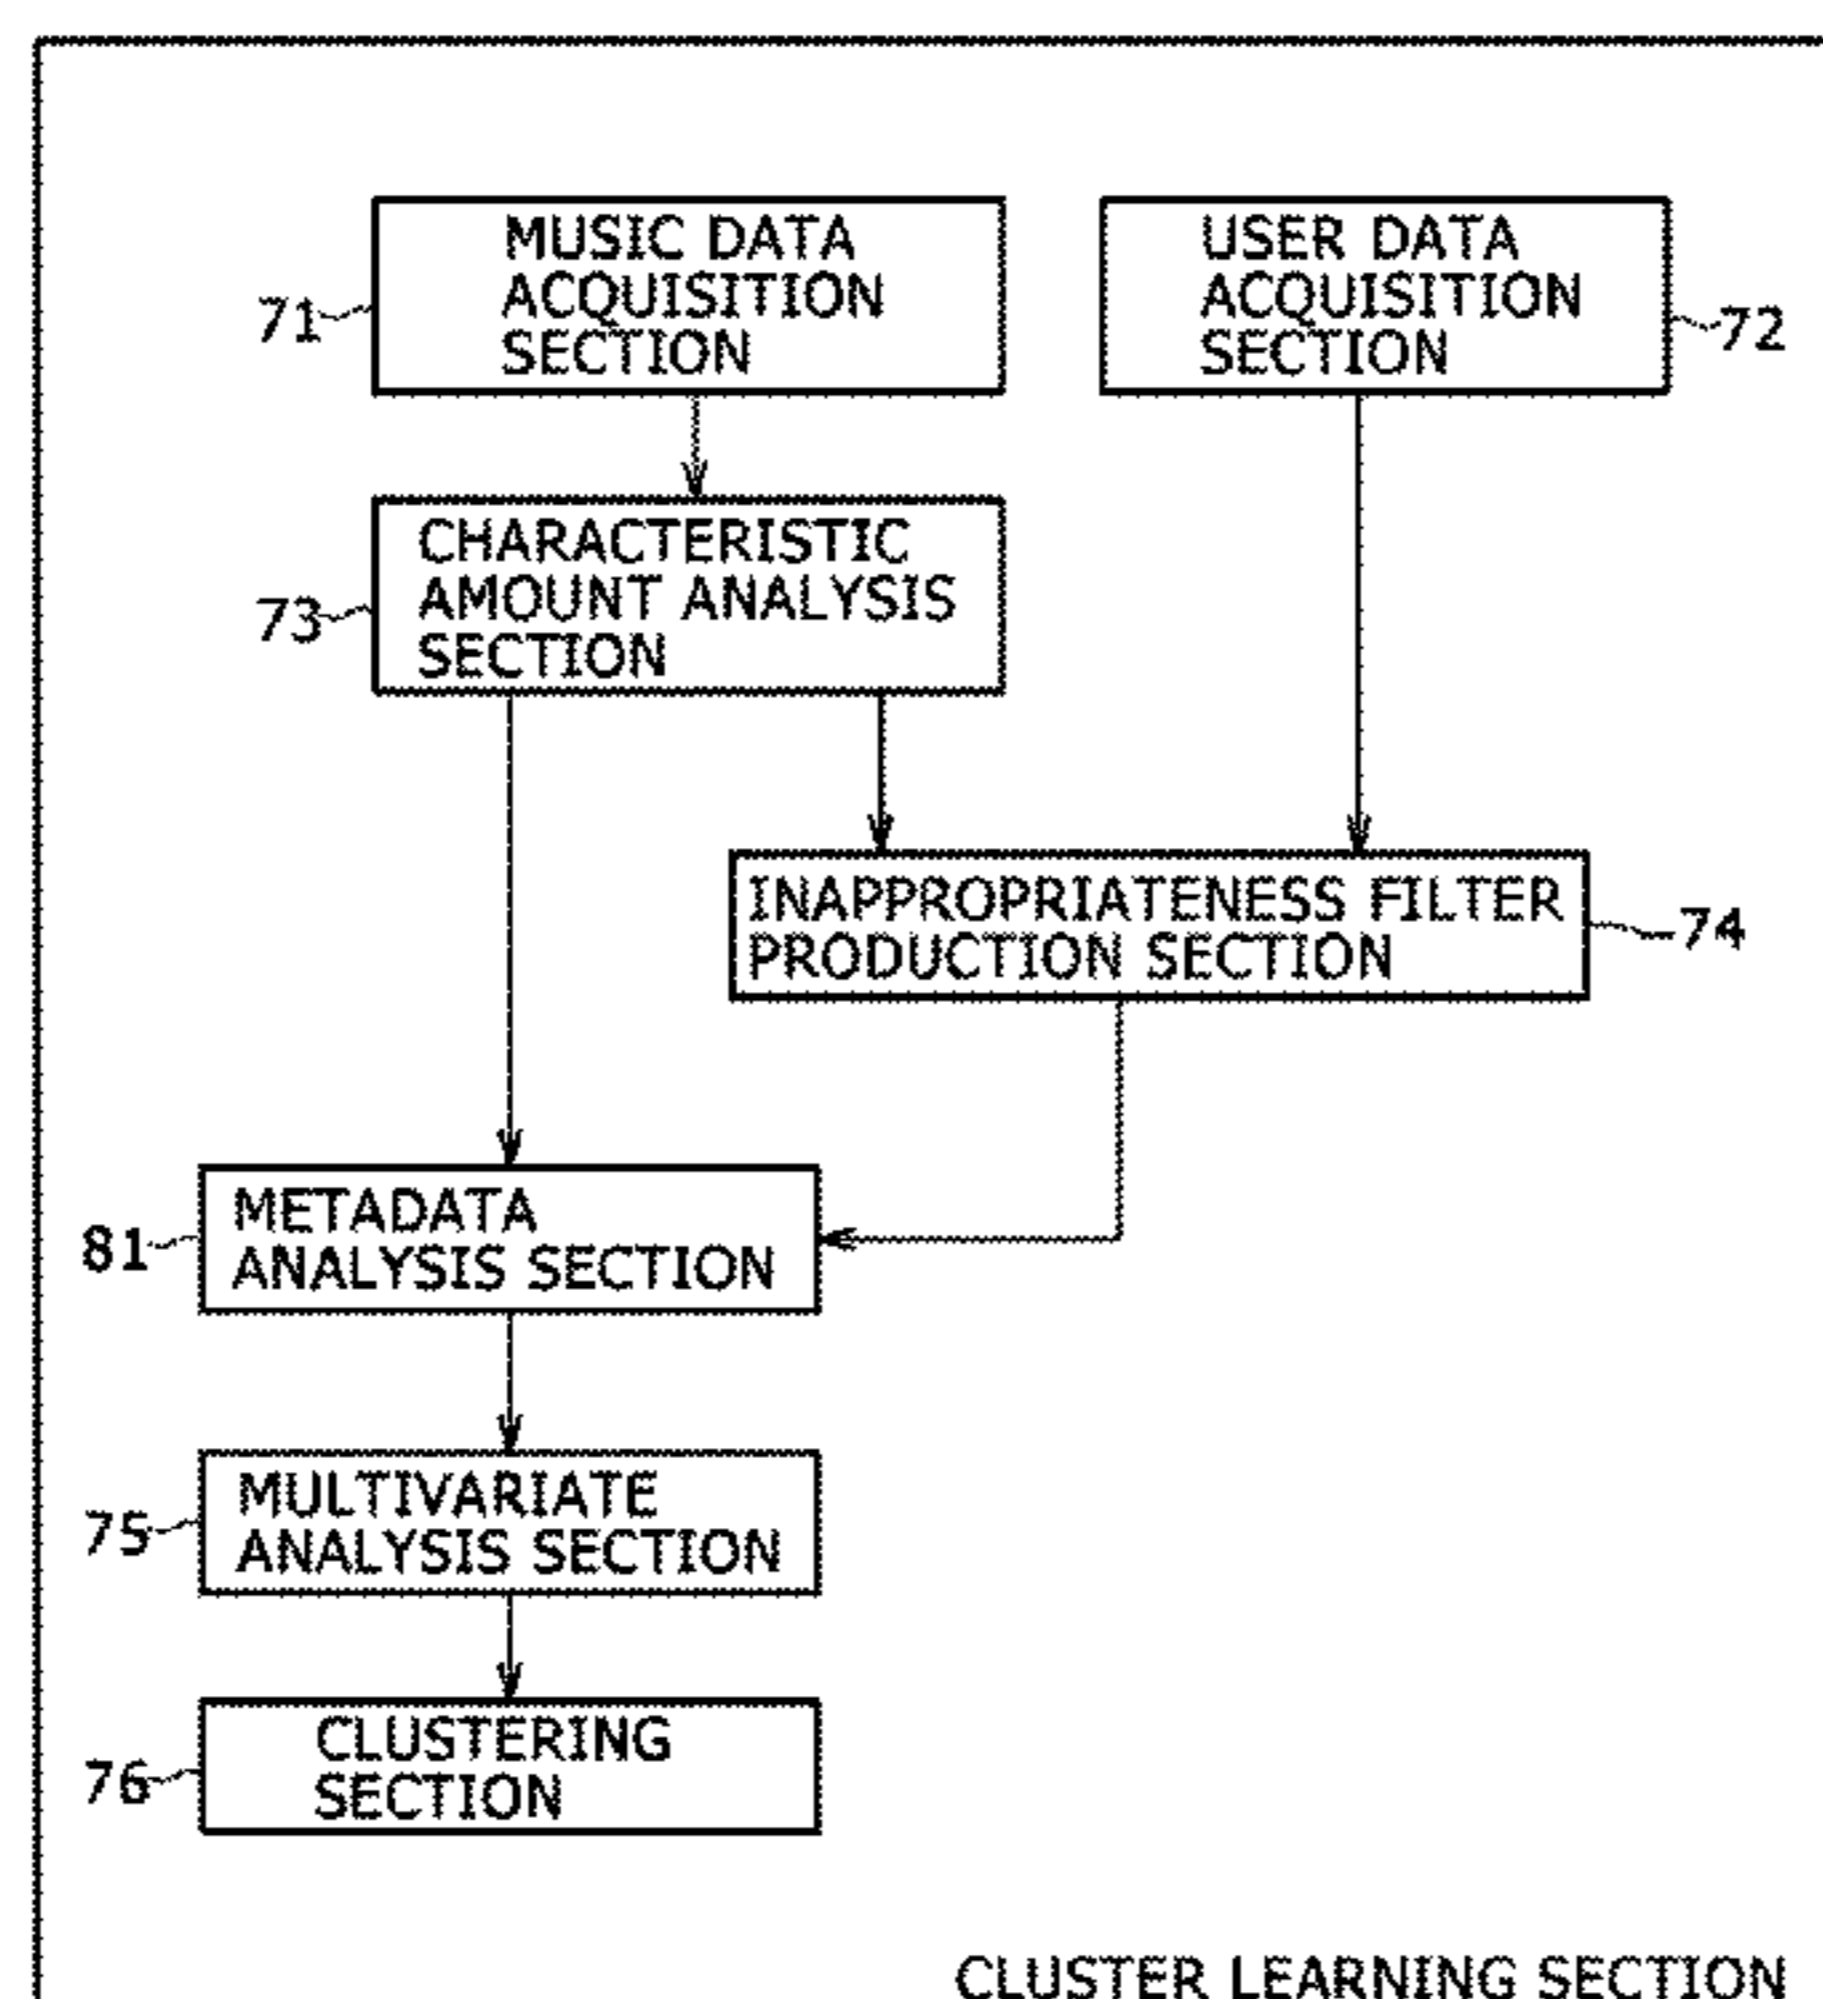 MUSIC DATA
ACQUISITION
SECTION
71
USER DATA
ACQUISITION
SECTION
72
CHARACTERISTIC
AMOUNT ANALYSIS
SECTION
73
INAPPROPRIATENESS FILTER
PRODUCTION SECTION
74
METADATA
ANALYSIS SECTION
81
MULTIVARIATE
ANALYSIS SECTION
75
CLUSTERING
SECTION
76
CLUSTER LEARNING SECTION